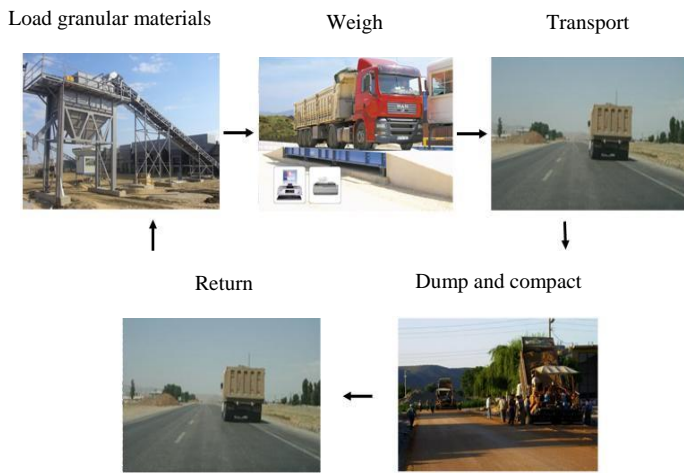 Load granular materials
Weigh
Transport
Return
Dump and compact